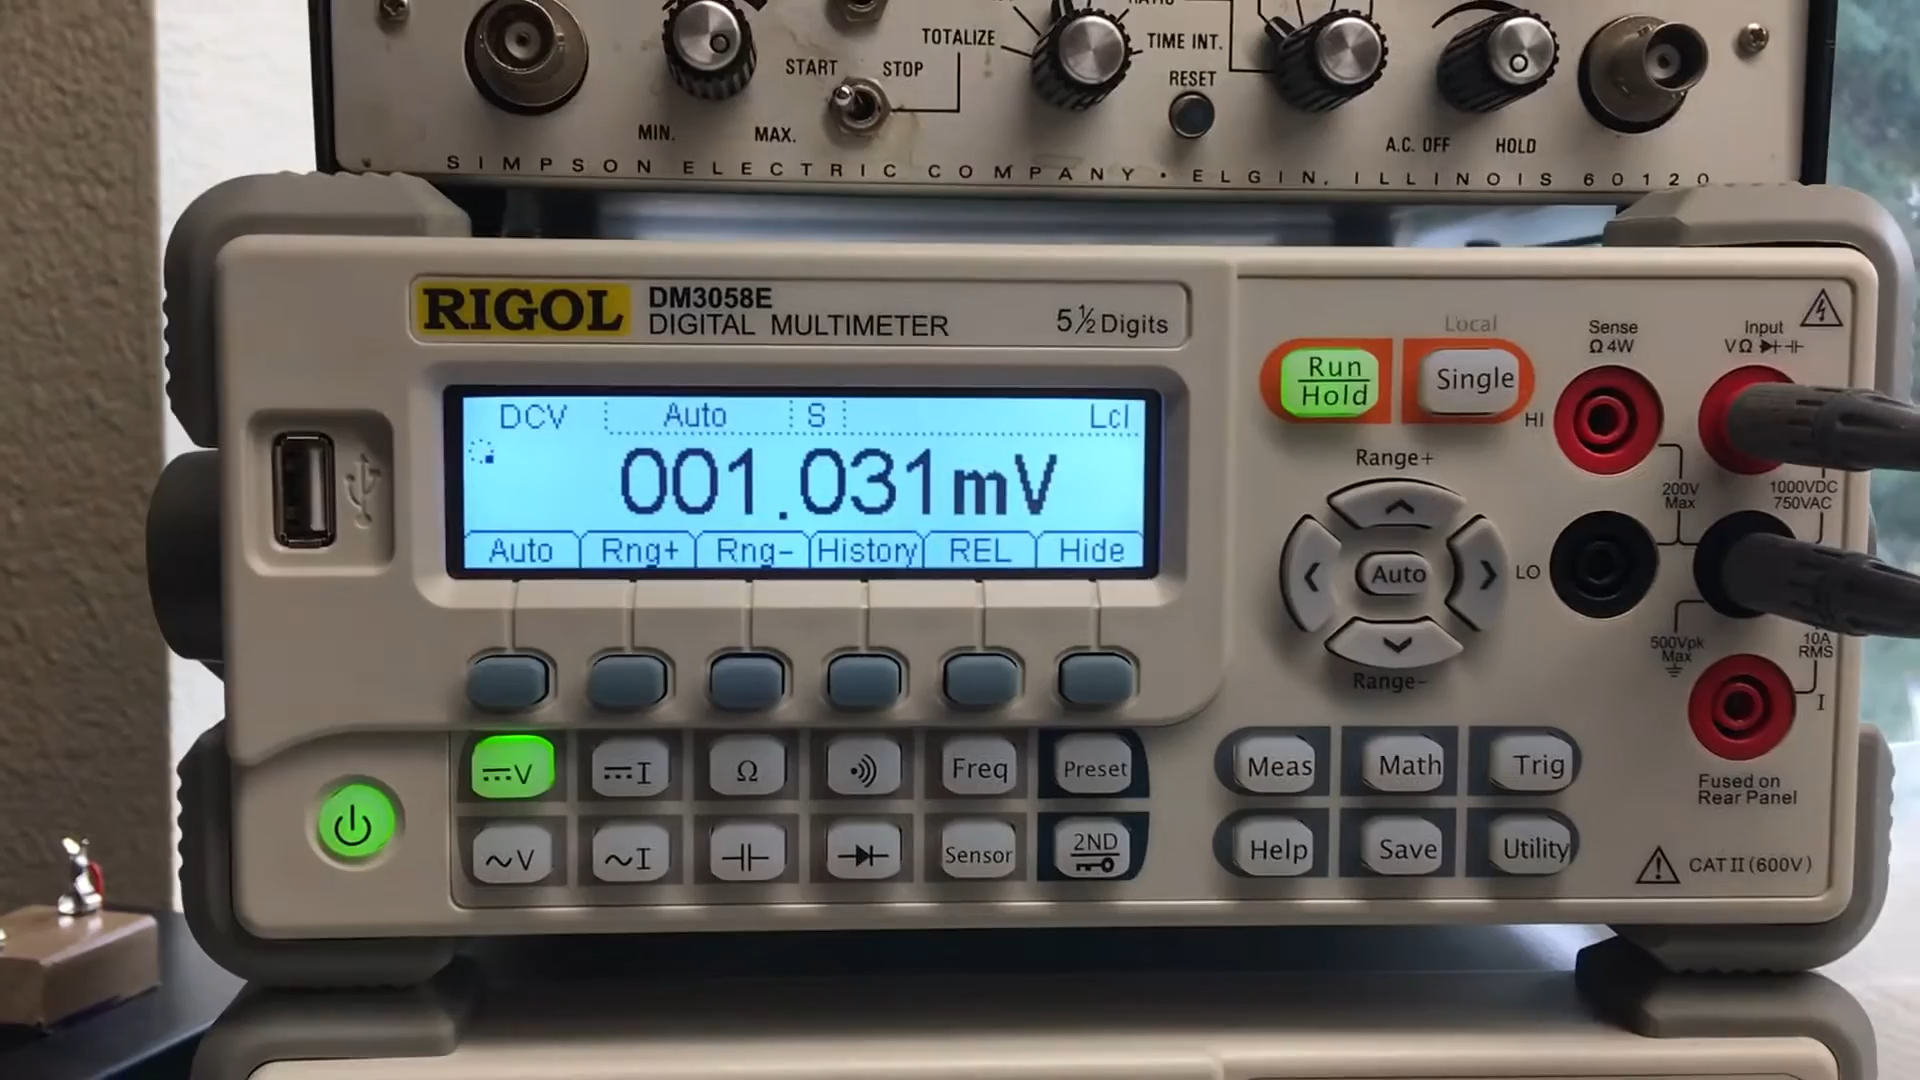 TOTALIZE
TIME INT.
START
STOP
RESET
MIN.
MAX.
A.C. OFF
HOLD
SIMPSON ELECTRIC COMPANY • ELGIN, ILLINOIS 60120
RIGOL
DM3058E
DIGITAL MULTIMETER
5½Digits
DCV
Auto
S
Lcl
001.031mV
Auto
Rng+
Rng-
History
REL
Hide
Local
Run
Hold
Single
Sense
Ω 4W
Input
VΩ
HI
LO
Range+
Auto
Range-
200V
Max
1000VDC
750VAC
500Vpk
Max
10A
RMS
I
Fused on
Rear Panel
V
I
Ω
Freq
Preset
~V
~I
Sensor
2ND
Meas
Math
Trig
Help
Save
Utility
CAT II (600V)